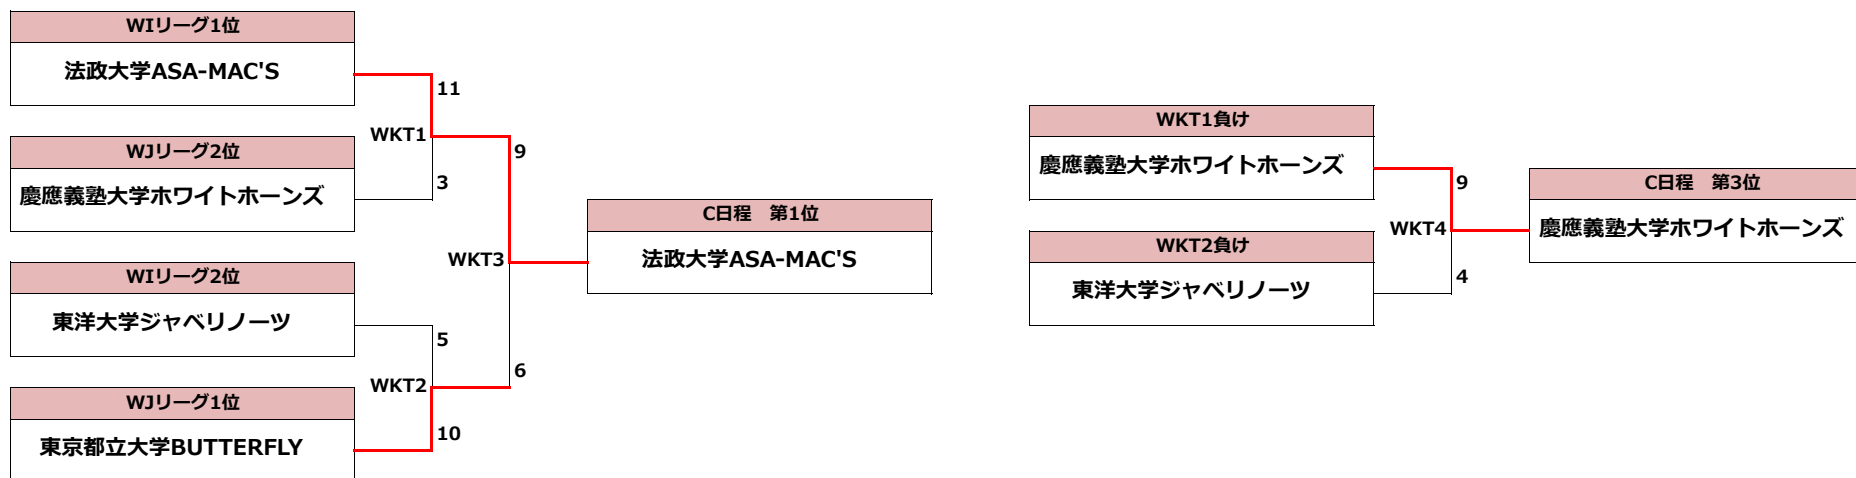 WIリーグ1位
法政大学ASA-MAC'S
11
WKT1
WJリーグ2位
慶應義塾大学ホワイトホーンズ
3
9
WKT3
C日程　第1位
法政大学ASA-MAC'S
WIリーグ2位
東洋大学ジャベリノーツ
5
6
WKT2
WJリーグ1位
東京都立大学BUTTERFLY
10
WKT1負け
慶應義塾大学ホワイトホーンズ
9
WKT4
WKT2負け
東洋大学ジャベリノーツ
4
C日程　第3位
慶應義塾大学ホワイトホーンズ